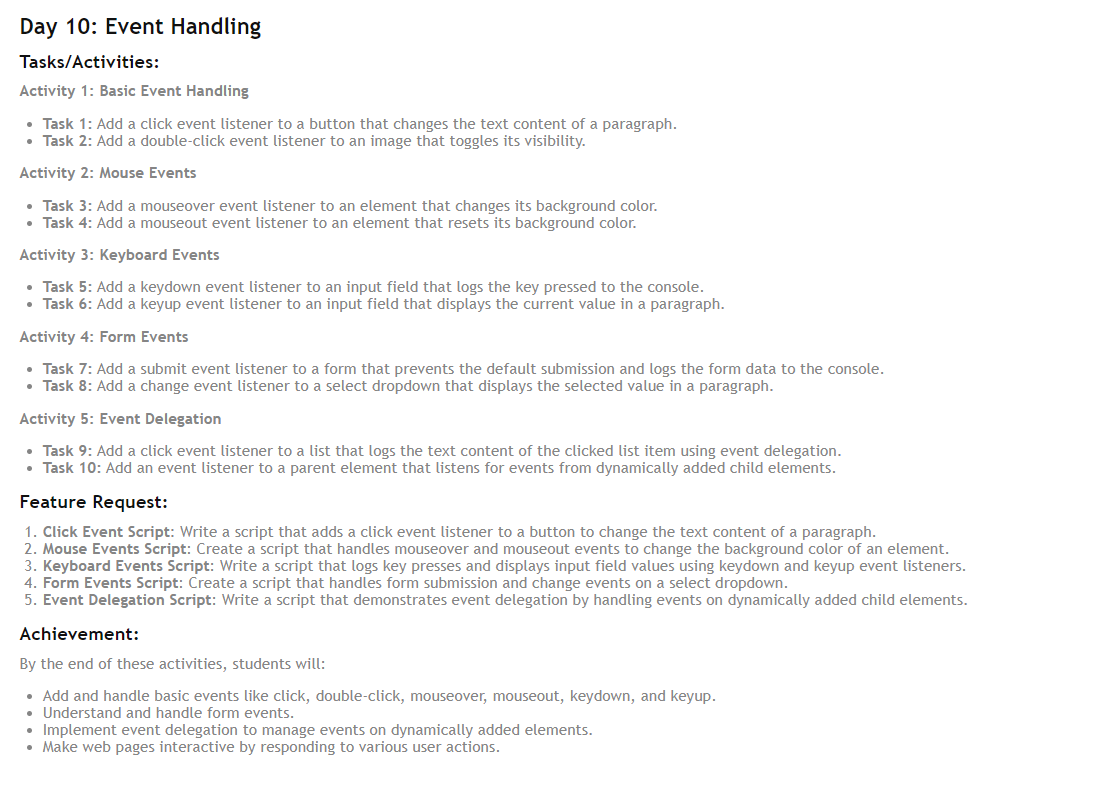 Day 10: Event Handling
Tasks/Activities:
Activity 1: Basic Event Handling
• Task 1: Add a click event listener to a button that changes the text content of a paragraph.
• Task 2: Add a double-click event listener to an image that toggles its visibility.
Activity 2: Mouse Events
• Task 3: Add a mouseover event listener to an element that changes its background color.
• Task 4: Add a mouseout event listener to an element that resets its background color.
Activity 3: Keyboard Events
• Task 5: Add a keydown event listener to an input field that logs the key pressed to the console.
• Task 6: Add a keyup event listener to an input field that displays the current value in a paragraph.
Activity 4: Form Events
• Task 7: Add a submit event listener to a form that prevents the default submission and logs the form data to the console.
• Task 8: Add a change event listener to a select dropdown that displays the selected value in a paragraph.
Activity 5: Event Delegation
• Task 9: Add a click event listener to a list that logs the text content of the clicked list item using event delegation.
• Task 10: Add an event listener to a parent element that listens for events from dynamically added child elements.
Feature Request:
1. Click Event Script: Write a script that adds a click event listener to a button to change the text content of a paragraph.
2. Mouse Events Script: Create a script that handles mouseover and mouseout events to change the background color of an element.
3. Keyboard Events Script: Write a script that logs key presses and displays input field values using keydown and keyup event listeners.
4. Form Events Script: Create a script that handles form submission and change events on a select dropdown.
5. Event Delegation Script: Write a script that demonstrates event delegation by handling events on dynamically added child elements.
Achievement:
By the end of these activities, students will:
• Add and handle basic events like click, double-click, mouseover, mouseout, keydown, and keyup.
• Understand and handle form events.
• Implement event delegation to manage events on dynamically added elements.
• Make web pages interactive by responding to various user actions.